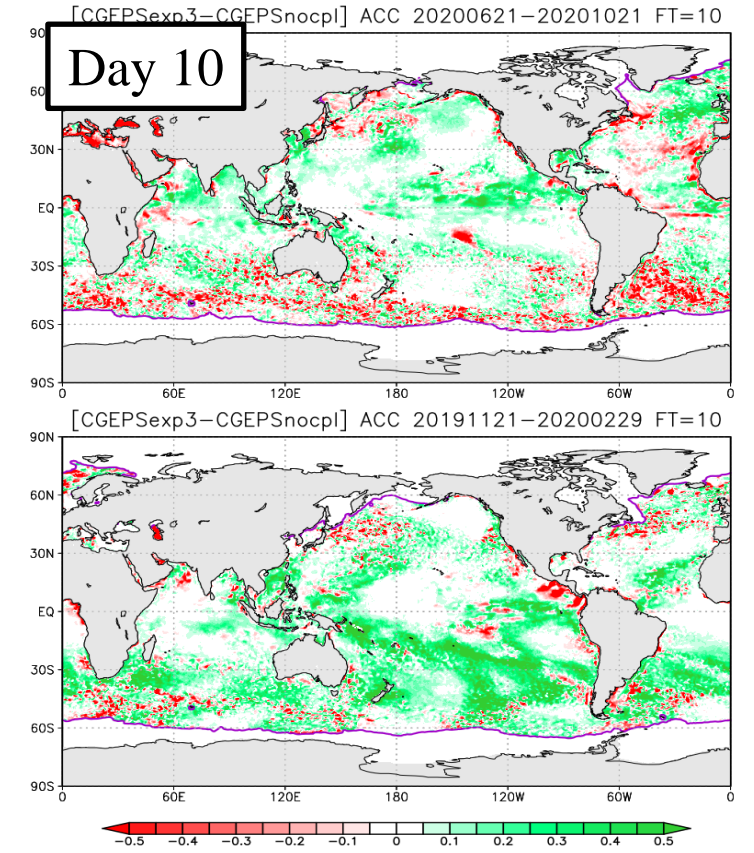 [CGEPSexp3−CGEPSnocpl] ACC 20200621−20201021 FT=10
Day 10
90
60
30N
EQ
30S
60S
90S
0 60E 120E 180 120W 60W 0
[CGEPSexp3−CGEPSnocpl] ACC 20191121−20200229 FT=10
90N
60N
30N
EQ
30S
60S
90S
0 60E 120E 180 120W 60W 0
−0.5 −0.4 −0.3 −0.2 −0.1 0 0.1 0.2 0.3 0.4 0.5